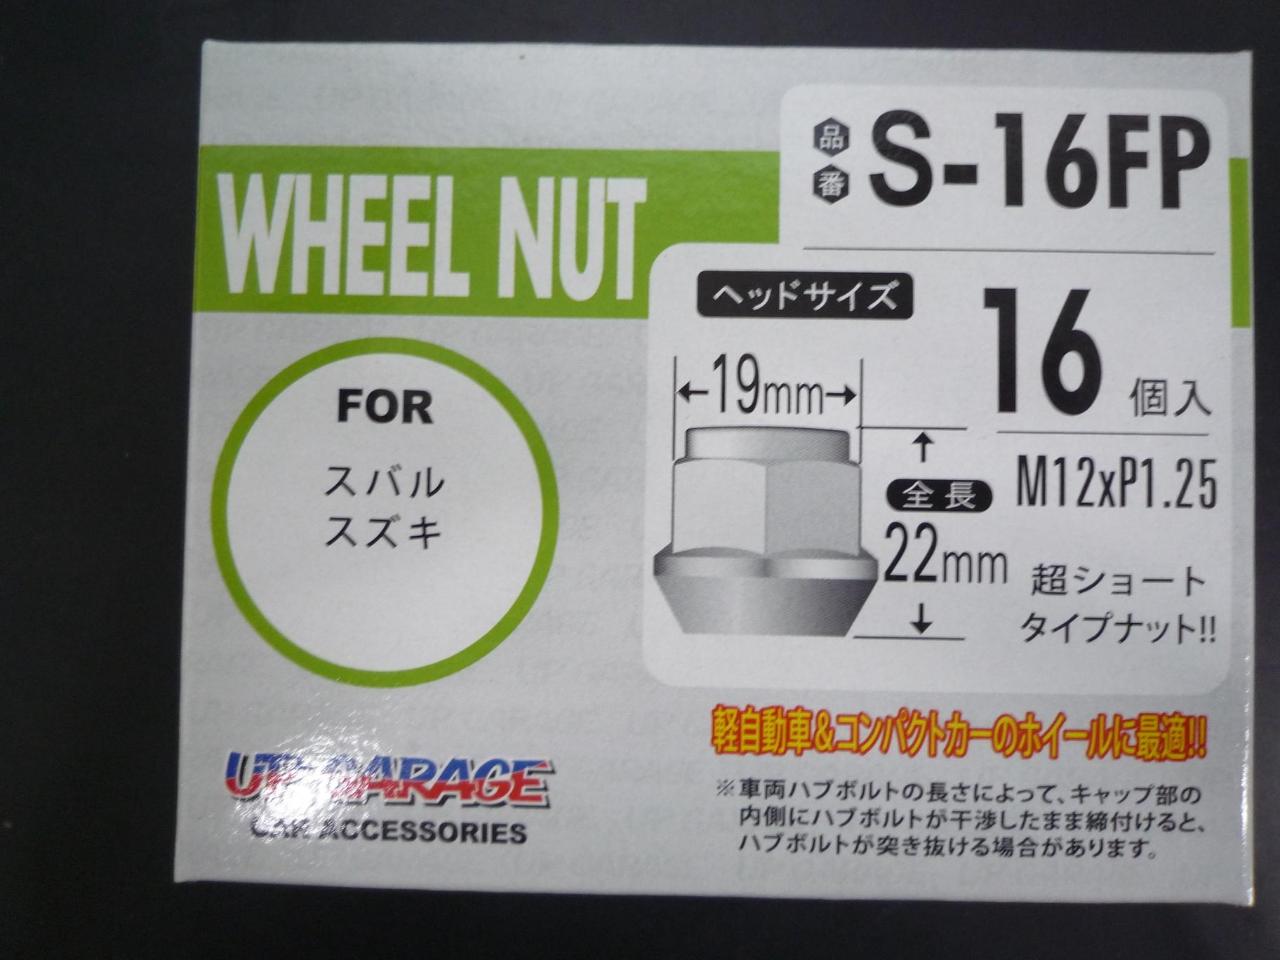 品番 S-16FP
WHEEL NUT
ヘッドサイズ
19mm
16個入
M12xP1.25
全長
22mm
超ショート
タイプナット!!
FOR
スバル
スズキ
軽自動車&コンパクトカーのホイールに最適!!
※車両ハブボルトの長さによって、キャップ部の
内側にハブボルトが干渉したまま締付けると、
ハブボルトが突き抜ける場合があります。
UP GARAGE
CAR ACCESSORIES